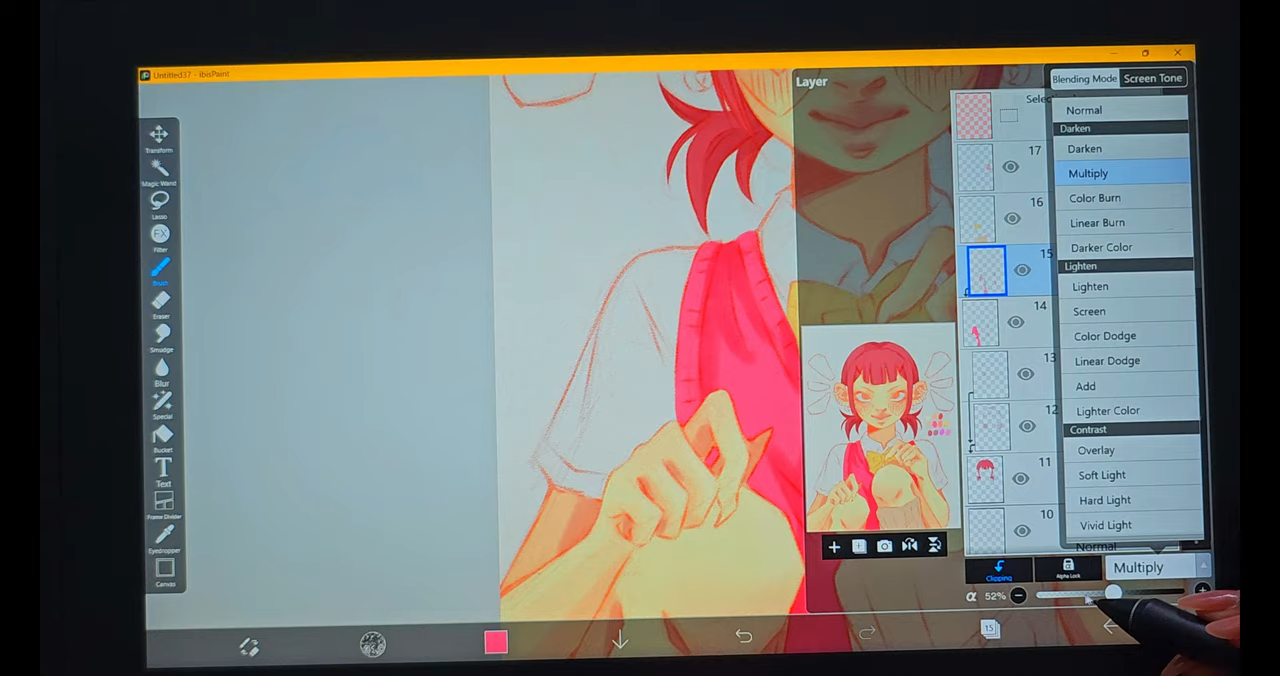 Untitled37 - ibisPaint
Transform
Magic Wand
Lasso
FX
Filter
Brush
Eraser
Smudge
Blur
Special
Bucket
T
Text
Frame Divider
Eyedropper
Canvas
Layer
17
16
15
14
13
12
11
10
Blending Mode
Screen Tone
Normal
Darken
Darken
Multiply
Color Burn
Linear Burn
Darker Color
Lighten
Lighten
Screen
Color Dodge
Linear Dodge
Add
Lighter Color
Contrast
Overlay
Soft Light
Hard Light
Vivid Light
Normal
Clipping
Alpha Lock
Multiply
α 52%
15